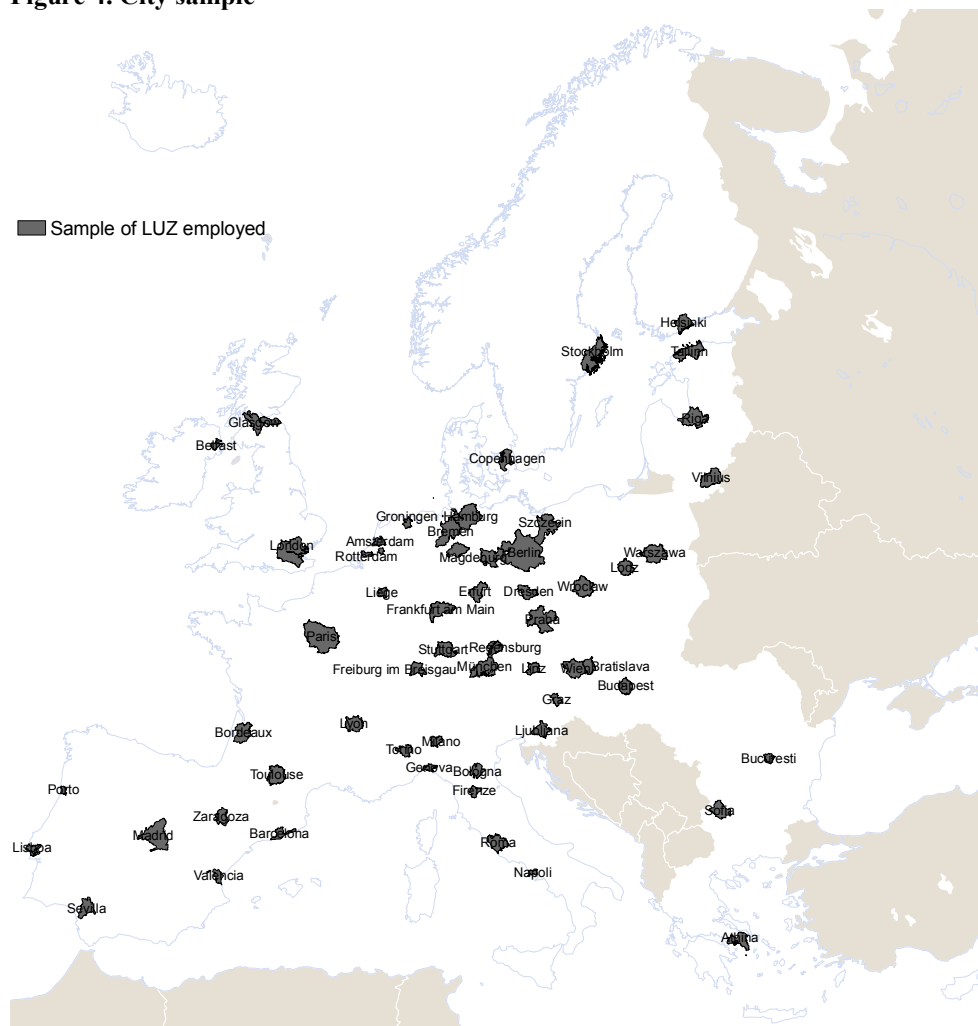 Figure 4. City sample
Sample of LUZ employed
Helsinki
Stockholm
Tallinn
Glasgow
Riga
Belfast
Copenhagen
Vilnius
Groningen
Hamburg
Szczecin
Bremen
Amsterdam
London
Rotterdam
Magdeburg
Berlin
Warszawa
Lodz
Liege
Erfurt
Dresden
Wroclaw
Frankfurt am Main
Praha
Paris
Stuttgart
Regensburg
Freiburg im Breisgau
München
Linz
Wien
Bratislava
Budapest
Graz
Lyon
Bordeaux
Ljubljana
Milano
Torino
Bucuresti
Genova
Bologna
Toulouse
Porto
Firenze
Zaragoza
Sofia
Madrid
Barcelona
Lisboa
Roma
Valencia
Napoli
Sevilla
Athina